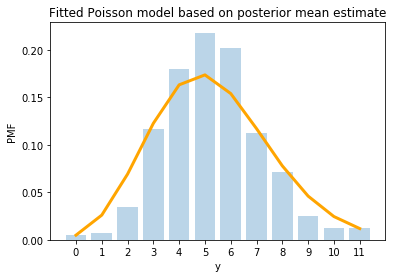 Fitted Poisson model based on posterior mean estimate
PMF
0.20
0.15
0.10
0.05
0.00
0 1 2 3 4 5 6 7 8 9 10 11
y